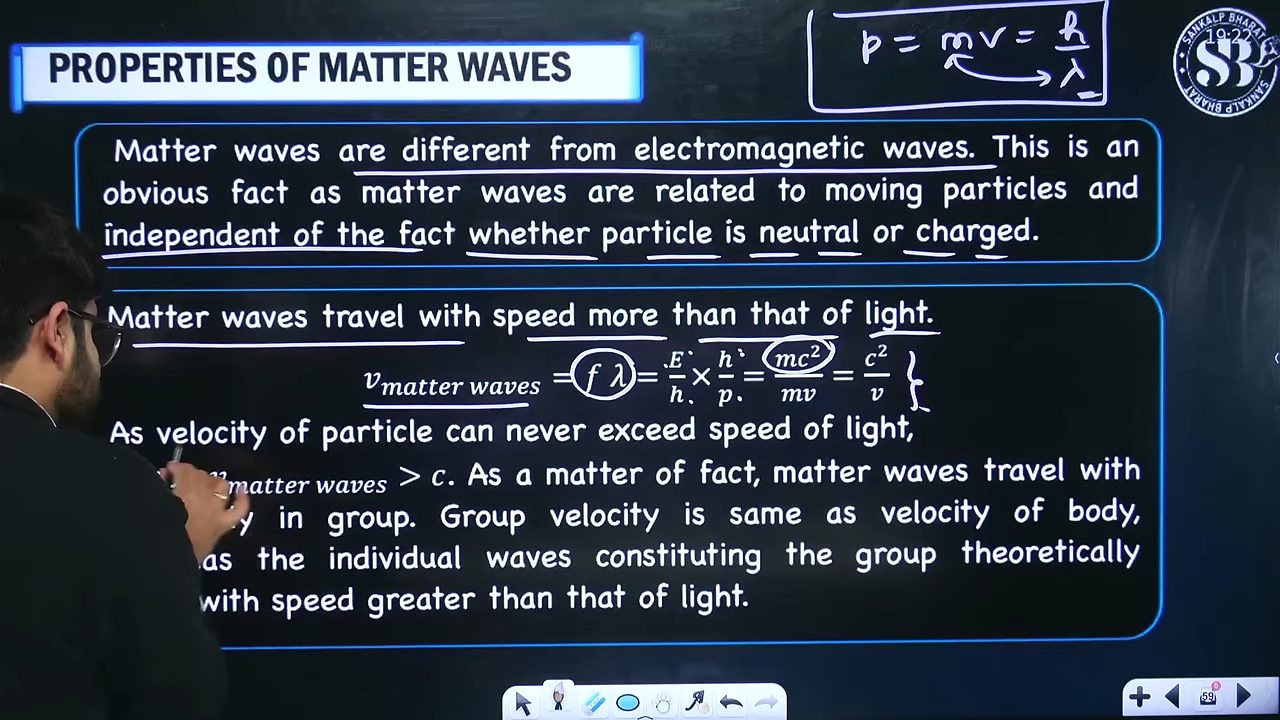 p = mv = h/λ
SANKALP BHARAT
19:22
SB
SANKALP BHARAT
PROPERTIES OF MATTER WAVES
Matter waves are different from electromagnetic waves. This is an
obvious fact as matter waves are related to moving particles and
independent of the fact whether particle is neutral or charged.
Matter waves travel with speed more than that of light.
v matter waves = f λ = E/h × h/p = mc²/mv = c²/v
As velocity of particle can never exceed speed of light,
matter waves > c. As a matter of fact, matter waves travel with
y in group. Group velocity is same as velocity of body,
as the individual waves constituting the group theoretically
with speed greater than that of light.
59